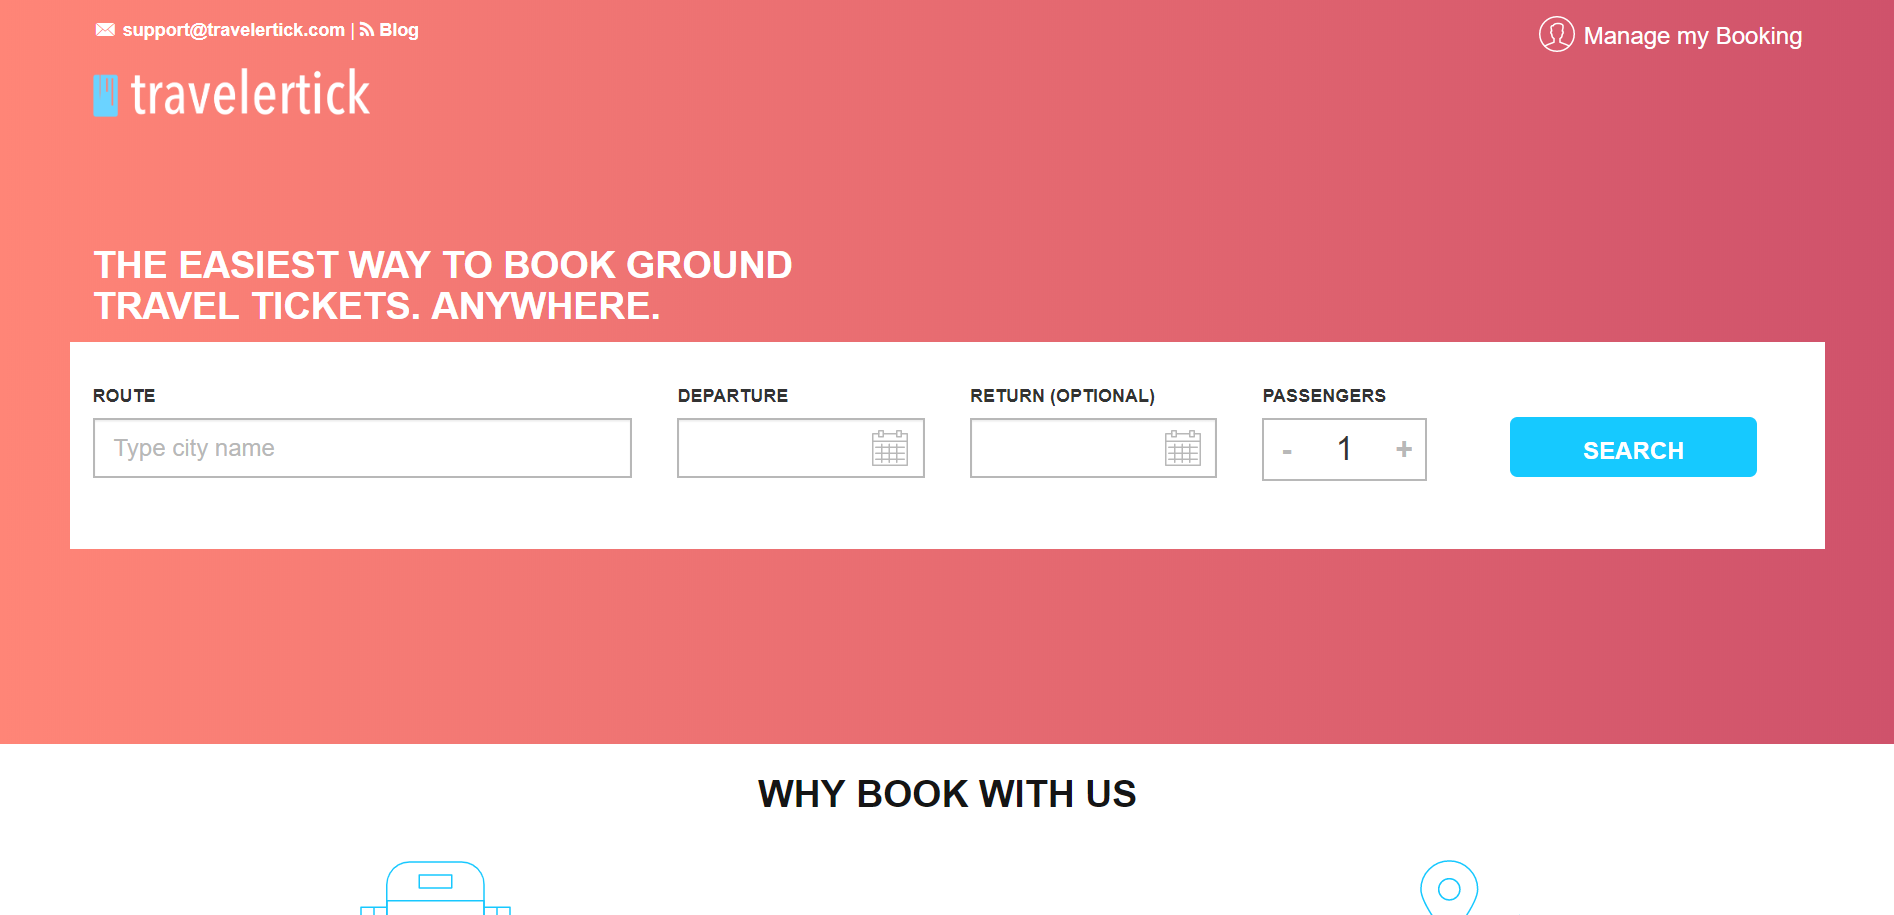 support@travelertick.com | Blog
Manage my Booking
travelertick
THE EASIEST WAY TO BOOK GROUND
TRAVEL TICKETS. ANYWHERE.
ROUTE
DEPARTURE
RETURN (OPTIONAL)
PASSENGERS
Type city name
- 1 +
SEARCH
WHY BOOK WITH US